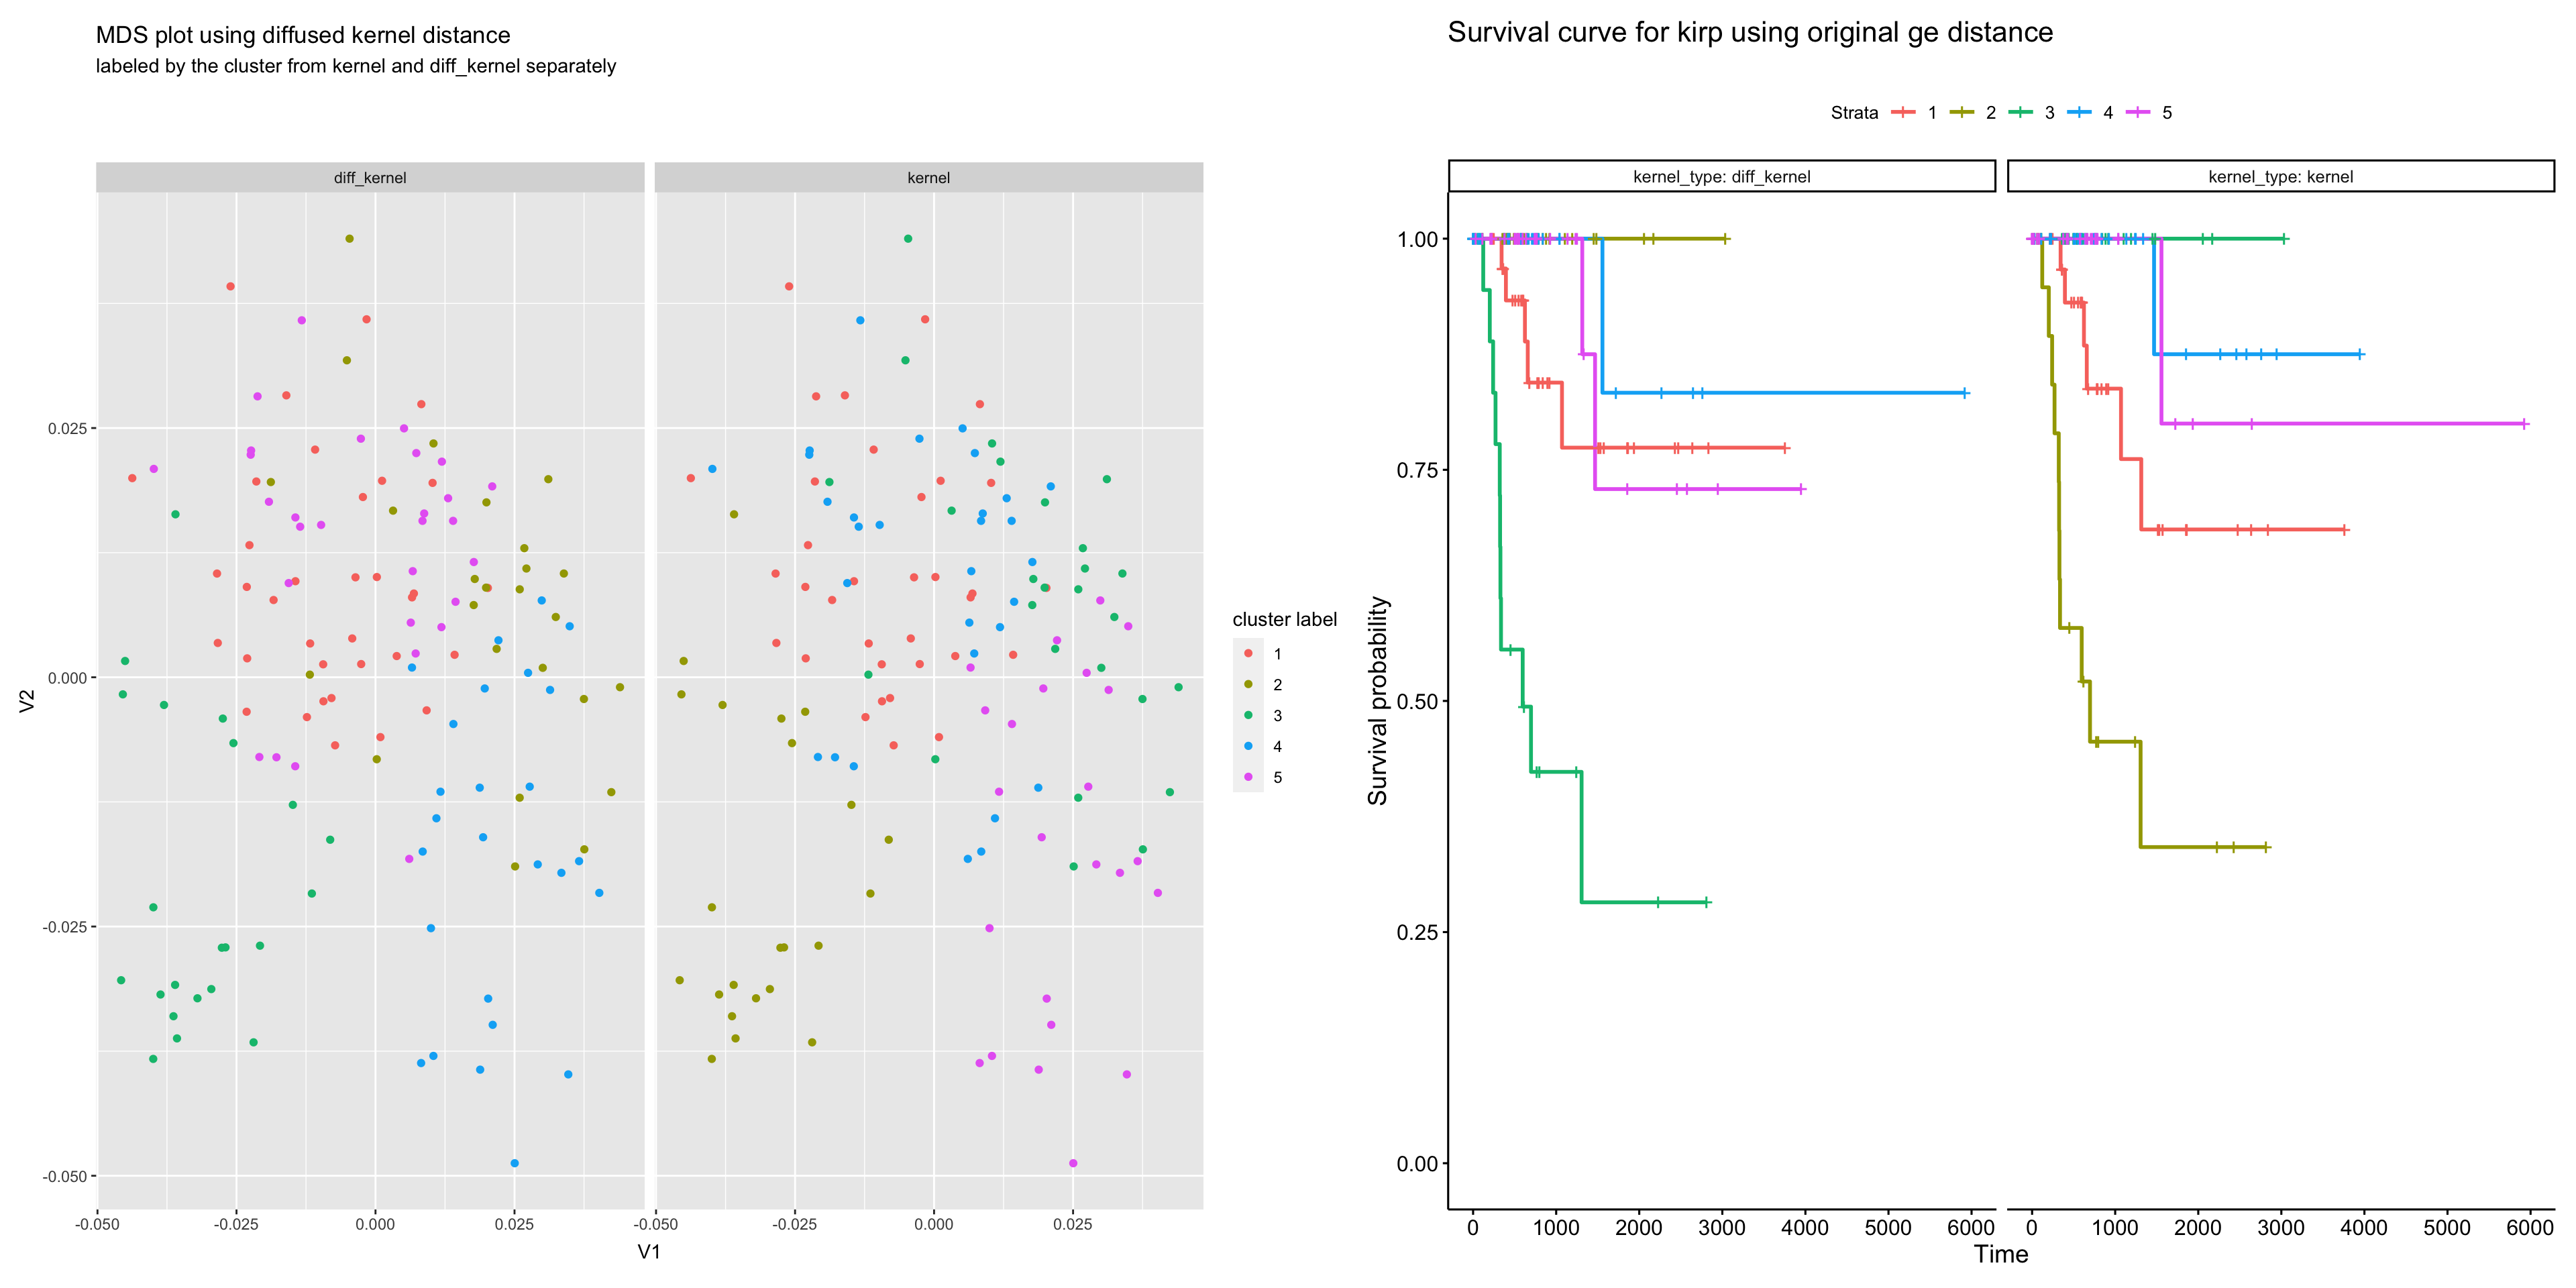 MDS plot using diffused kernel distance
labeled by the cluster from kernel and diff_kernel separately
diff_kernel
kernel
V2
0.025
0.000
-0.025
-0.050
-0.050
-0.025
0.000
0.025
-0.050
-0.025
0.000
0.025
V1
cluster label
1
2
3
4
5
Survival curve for kirp using original ge distance
Strata 1 2 3 4 5
kernel_type: diff_kernel
kernel_type: kernel
Survival probability
1.00
0.75
0.50
0.25
0.00
0 1000 2000 3000 4000 5000 6000
0 1000 2000 3000 4000 5000 6000
Time